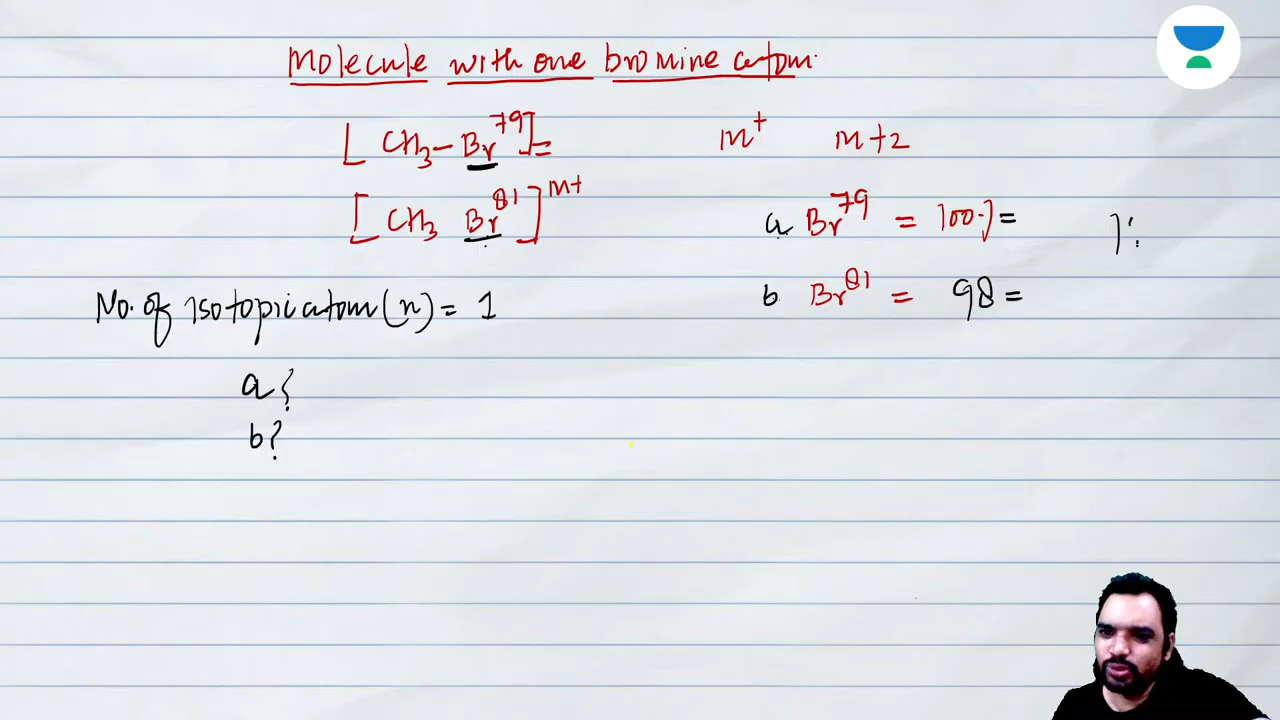 Molecule with one bromine atom.
[ CH₃-Br⁷⁹]=
m⁺ m+2
[ CH₃ Br⁸¹ ]ᵐ⁺
a Br⁷⁹ = 100% =
1:
b Br⁸¹ = 98 =
No. of isotopic atom (n) = 1
a?
b?